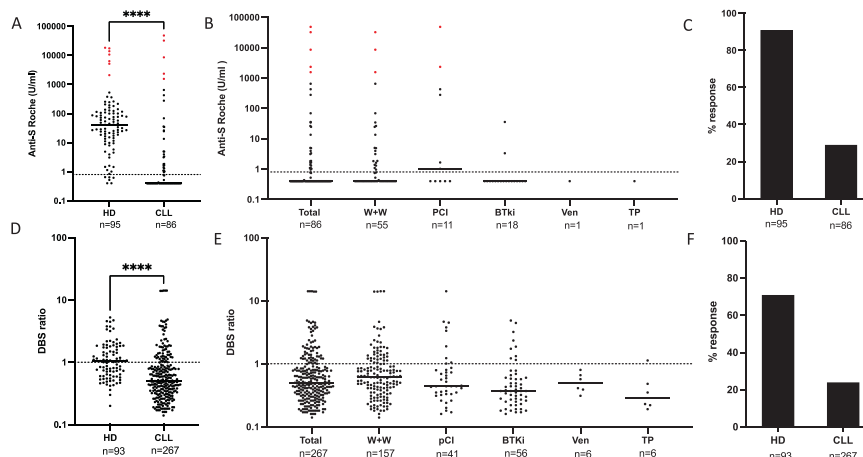 A
B
C
****
Anti-S Roche (U/ml)
100000
10000
1000
100
10
1
0.1
HD
CLL
n=95
n=86
Anti-S Roche (U/ml )
100000
10000
1000
100
10
1
0.1
Total
W+W
PCI
BTki
Ven
TP
n=86
n=55
n=11
n=18
n=1
n=1
% response
100
80
60
40
20
0
HD
CLL
n=95
n=86
D
E
F
****
DBS ratio
100
10
1
0.1
HD
CLL
n=93
n=267
DBS ratio
100
10
1
0.1
Total
W+W
pCI
BTKi
Ven
TP
n=267
n=157
n=41
n=56
n=6
n=6
% response
100
80
60
40
20
0
HD
CLL
n=93
n=267